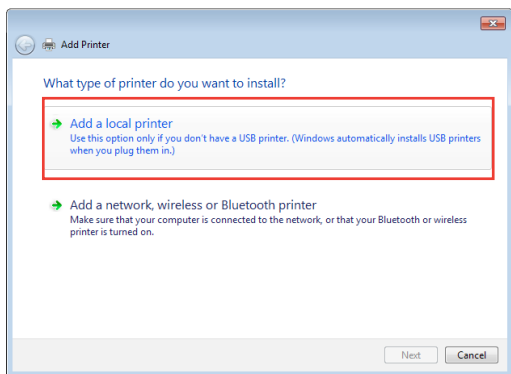 Add Printer
What type of printer do you want to install?
Add a local printer
Use this option only if you don't have a USB printer. (Windows automatically installs USB printers
when you plug them in.)
Add a network, wireless or Bluetooth printer
Make sure that your computer is connected to the network, or that your Bluetooth or wireless
printer is turned on.
Next Cancel